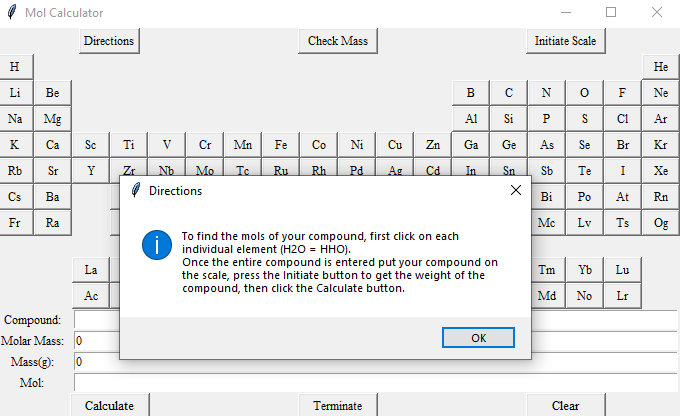 Mol Calculator
Directions Check Mass Initiate Scale
H He
Li Be B C N O F Ne
Na Mg Al Si P S Cl Ar
K Ca Sc Ti V Cr Mn Fe Co Ni Cu Zn Ga Ge As Se Br Kr
Rb Sr Y Zr Nb Mo Tc Ru Rh Pd Ag Cd In Sn Sb Te I Xe
Directions
Cs Ba Bi Po At Rn
Fr Ra Mc Lv Ts Og
To find the mols of your compound, first click on each
individual element (H2O = HHO).
Once the entire compound is entered put your compound on
the scale, press the Initiate button to get the weight of the
compound, then click the Calculate button.
La Tm Yb Lu
Ac Md No Lr
Compound:
OK
Molar Mass: 0
Mass(g): 0
Mol:
Calculate Terminate Clear